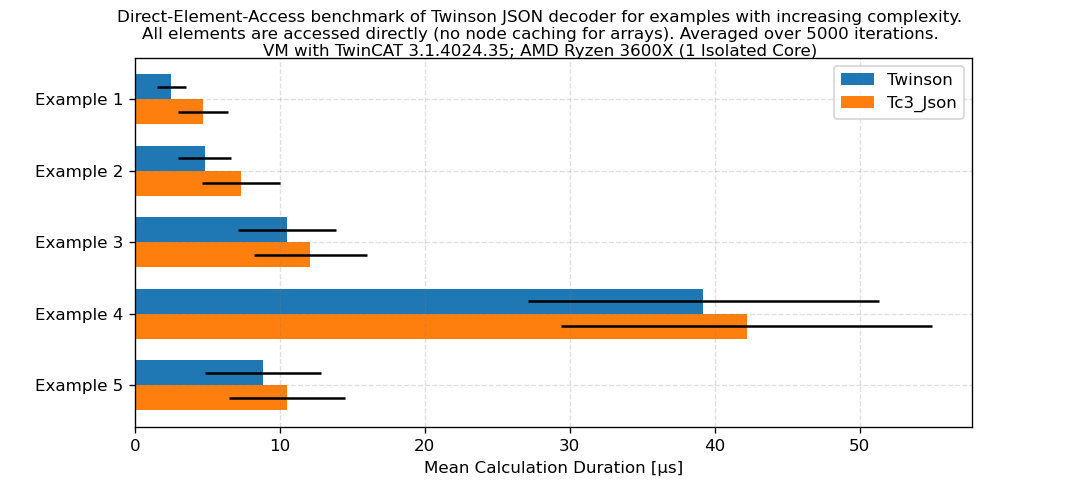 Direct-Element-Access benchmark of Twinson JSON decoder for examples with increasing complexity.
All elements are accessed directly (no node caching for arrays). Averaged over 5000 iterations.
VM with TwinCAT 3.1.4024.35; AMD Ryzen 3600X (1 Isolated Core)
Twinson
Tc3_Json
Example 1
Example 2
Example 3
Example 4
Example 5
0 10 20 30 40 50
Mean Calculation Duration [μs]